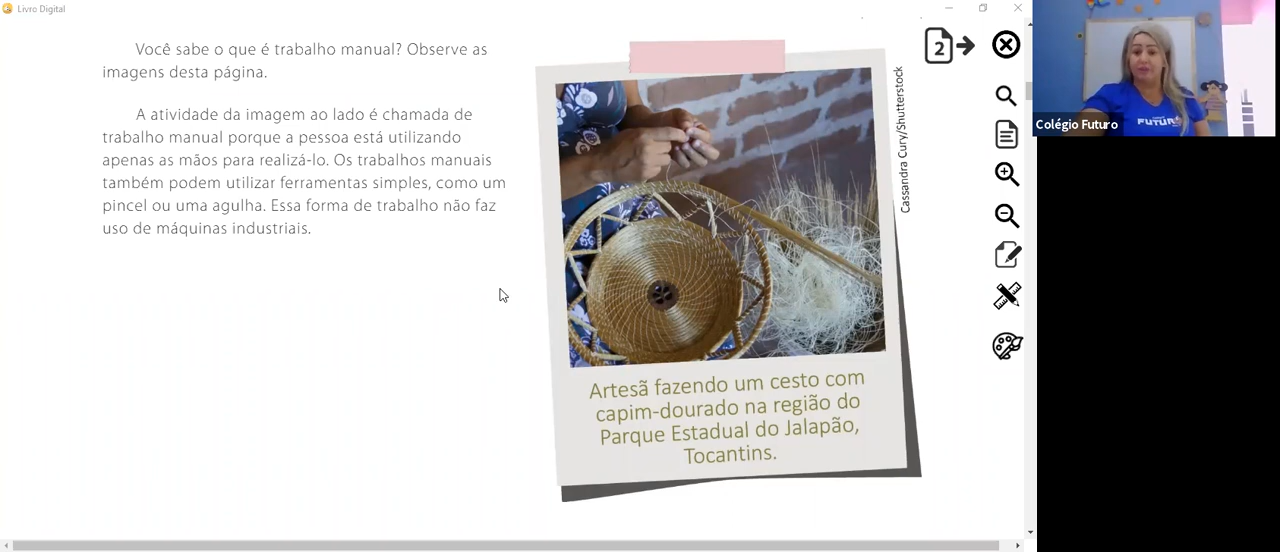 Livro Digital
Você sabe o que é trabalho manual? Observe as
imagens desta página.
A atividade da imagem ao lado é chamada de
trabalho manual porque a pessoa está utilizando
apenas as mãos para realizá-lo. Os trabalhos manuais
também podem utilizar ferramentas simples, como um
pincel ou uma agulha. Essa forma de trabalho não faz
uso de máquinas industriais.
Cassandra Cury/Shutterstock
Artesã fazendo um cesto com
capim-dourado na região do
Parque Estadual do Jalapão,
Tocantins.
2
Colégio Futuro
FUTURO